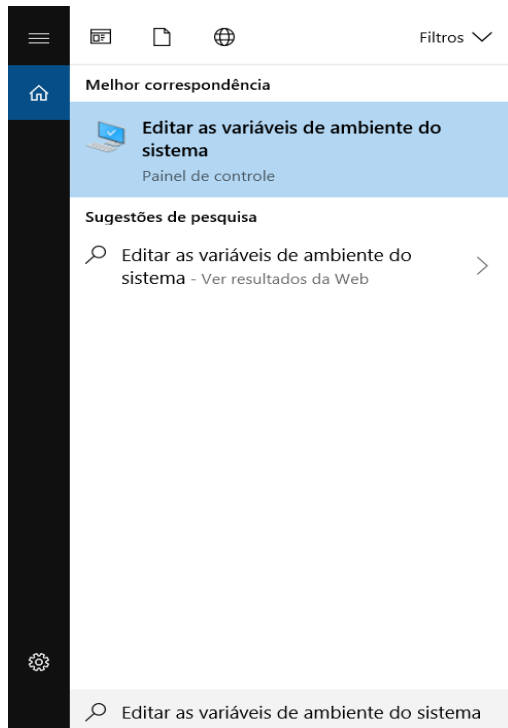 Filtros
Melhor correspondência
Editar as variáveis de ambiente do
sistema
Painel de controle
Sugestões de pesquisa
Editar as variáveis de ambiente do
sistema - Ver resultados da Web
Editar as variáveis de ambiente do sistema